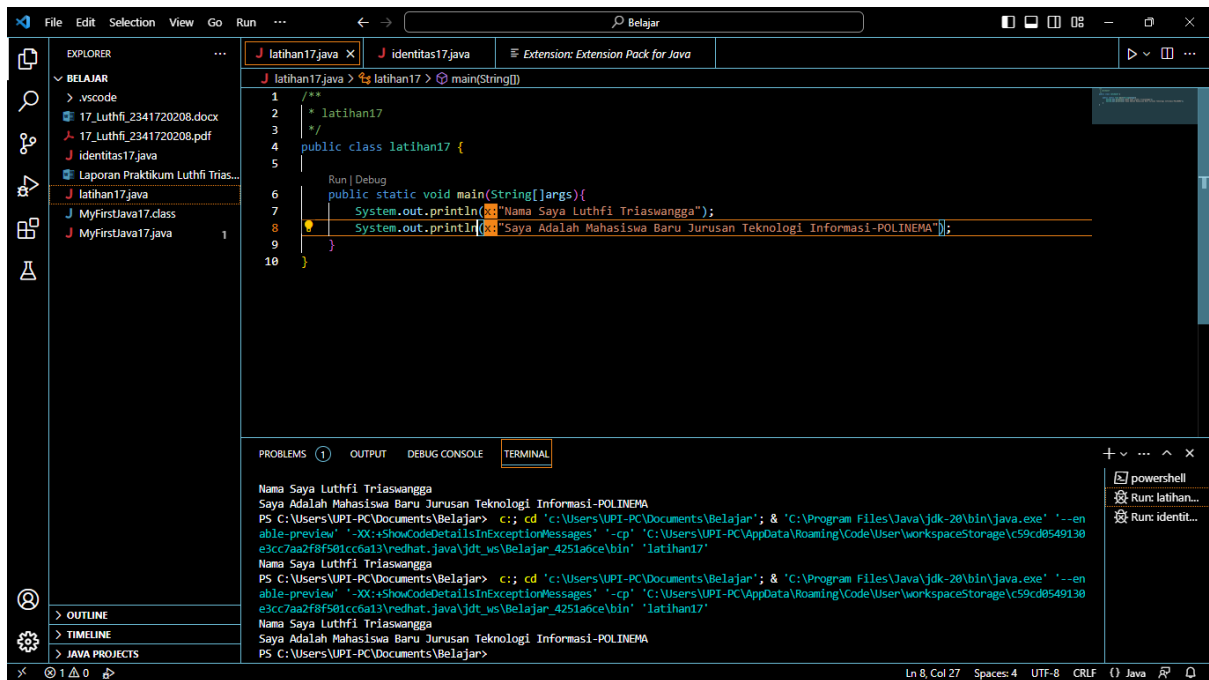 File Edit Selection View Go Run ··· Belajar
EXPLORER ···
BELAJAR
.vscode
17_Luthfi_2341720208.docx
17_Luthfi_2341720208.pdf
identitas17.java
Laporan Praktikum Luthfi Trias...
latihan17.java
MyFirstJava17.class
MyFirstJava17.java 1
OUTLINE
TIMELINE
JAVA PROJECTS
latihan17.java identitas17.java Extension: Extension Pack for Java
latihan17.java > latihan17 > main(String[])
1 /**
2 * latihan17
3 */
4 public class latihan17 {
5
Run | Debug
6 public static void main(String[]args){
7 System.out.println(x:"Nama Saya Luthfi Triaswangga");
8 System.out.println(x:"Saya Adalah Mahasiswa Baru Jurusan Teknologi Informasi-POLINEMA");
9 }
10 }
PROBLEMS 1 OUTPUT DEBUG CONSOLE TERMINAL
Nama Saya Luthfi Triaswangga
Saya Adalah Mahasiswa Baru Jurusan Teknologi Informasi-POLINEMA
PS C:\Users\UPI-PC\Documents\Belajar> c:; cd 'c:\Users\UPI-PC\Documents\Belajar'; & 'C:\Program Files\Java\jdk-20\bin\java.exe' '--en
able-preview' '-XX:+ShowCodeDetailsInExceptionMessages' '-cp' 'C:\Users\UPI-PC\AppData\Roaming\Code\User\workspaceStorage\c59cd0549130
e3cc7aa2f8f501cc6a13\redhat.java\jdt_ws\Belajar_4251a6ce\bin' 'latihan17'
Nama Saya Luthfi Triaswangga
PS C:\Users\UPI-PC\Documents\Belajar> c:; cd 'c:\Users\UPI-PC\Documents\Belajar'; & 'C:\Program Files\Java\jdk-20\bin\java.exe' '--en
able-preview' '-XX:+ShowCodeDetailsInExceptionMessages' '-cp' 'C:\Users\UPI-PC\AppData\Roaming\Code\User\workspaceStorage\c59cd0549130
e3cc7aa2f8f501cc6a13\redhat.java\jdt_ws\Belajar_4251a6ce\bin' 'latihan17'
Nama Saya Luthfi Triaswangga
Saya Adalah Mahasiswa Baru Jurusan Teknologi Informasi-POLINEMA
PS C:\Users\UPI-PC\Documents\Belajar>
powershell
Run: latihan...
Run: identit...
1 0 Ln 8, Col 27 Spaces: 4 UTF-8 CRLF {} Java